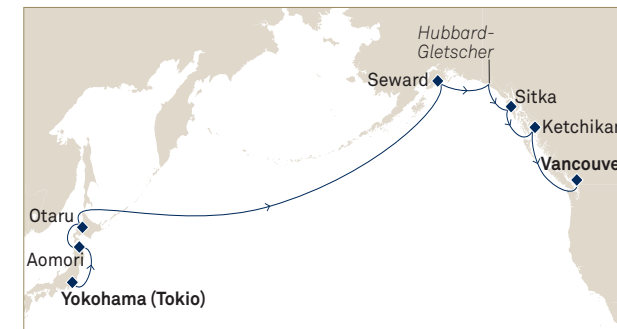 Hubbard-
Gletscher
Seward
Sitka
Ketchikan
Vancouve
Otaru
Aomori
Yokohama (Tokio)